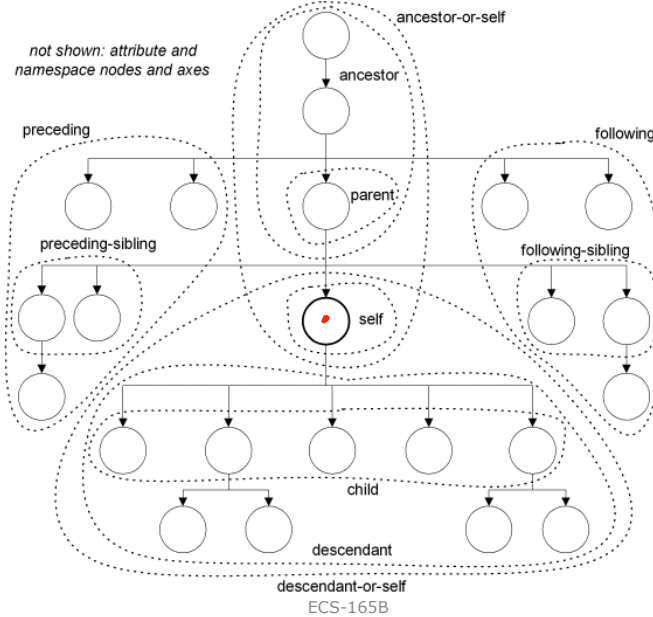 ancestor-or-self
not shown: attribute and
namespace nodes and axes
ancestor
preceding
following
parent
preceding-sibling
following-sibling
self
child
descendant
descendant-or-self
ECS-165B